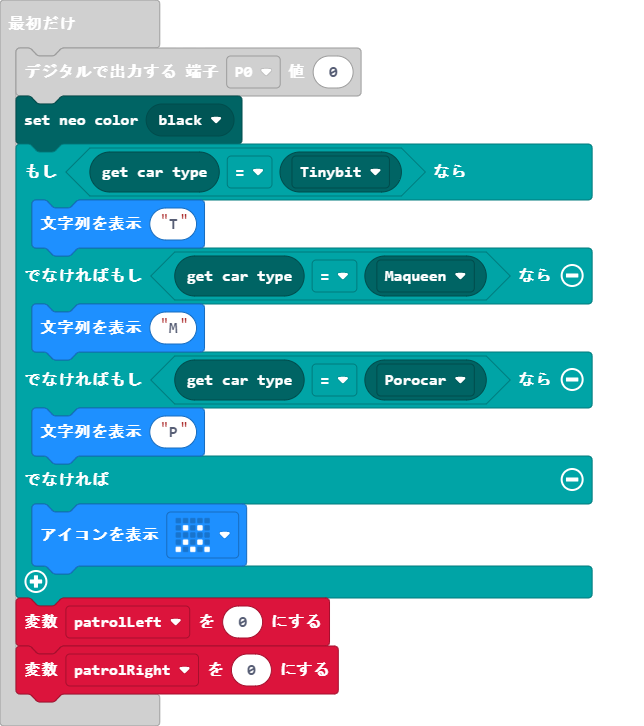 最初だけ
デジタルで出力する 端子 P0 値 0
set neo color black
もし get car type = Tinybit なら
文字列を表示 "T"
でなければもし get car type = Maqueen なら
文字列を表示 "M"
でなければもし get car type = Porocar なら
文字列を表示 "P"
でなければ
アイコンを表示
変数 patrolLeft を 0 にする
変数 patrolRight を 0 にする